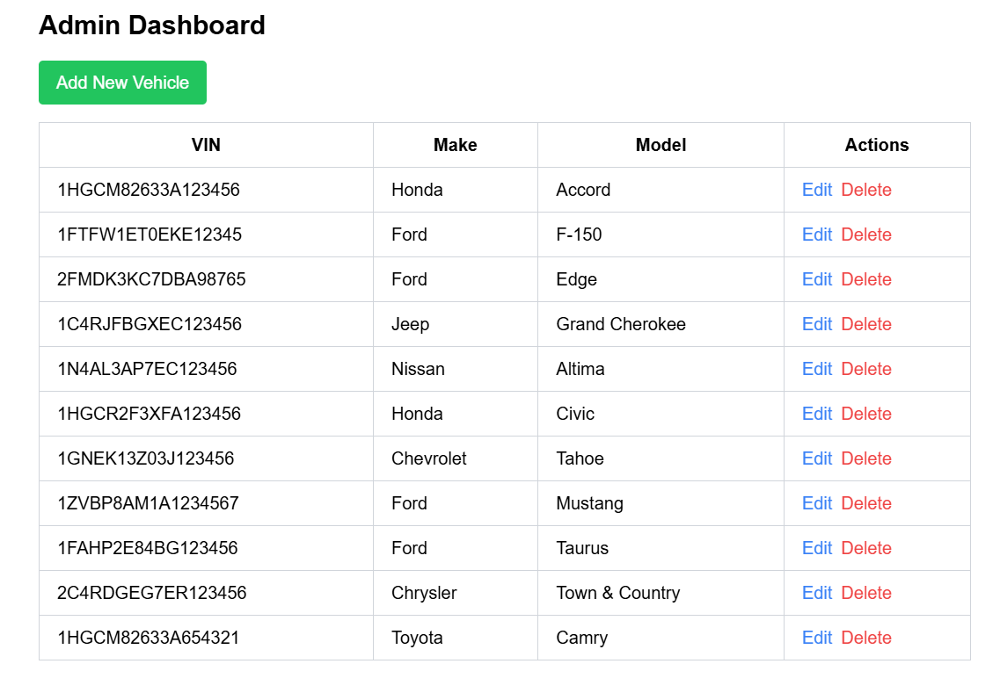 Admin Dashboard
Add New Vehicle
VIN Make Model Actions
1HGCM82633A123456 Honda Accord Edit Delete
1FTFW1ET0EKE12345 Ford F-150 Edit Delete
2FMDK3KC7DBA98765 Ford Edge Edit Delete
1C4RJFBGXEC123456 Jeep Grand Cherokee Edit Delete
1N4AL3AP7EC123456 Nissan Altima Edit Delete
1HGCR2F3XFA123456 Honda Civic Edit Delete
1GNEK13Z03J123456 Chevrolet Tahoe Edit Delete
1ZVBP8AM1A1234567 Ford Mustang Edit Delete
1FAHP2E84BG123456 Ford Taurus Edit Delete
2C4RDGEG7ER123456 Chrysler Town & Country Edit Delete
1HGCM82633A654321 Toyota Camry Edit Delete